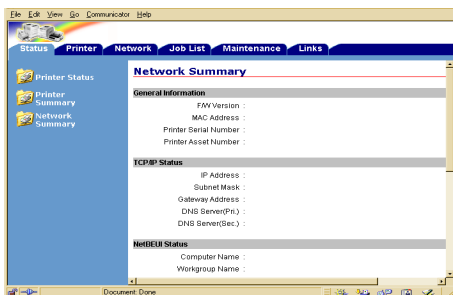 File Edit View Go Communicator Help
Status Printer Network Job List Maintenance Links
Printer Status
Printer Summary
Network Summary
Network Summary
General Information
F/W Version :
MAC Address :
Printer Serial Number :
Printer Asset Number :
TCP/IP Status
IP Address :
Subnet Mask :
Gateway Address :
DNS Server(Pri.) :
DNS Server(Sec.) :
NetBEUI Status
Computer Name :
Workgroup Name :
Document: Done